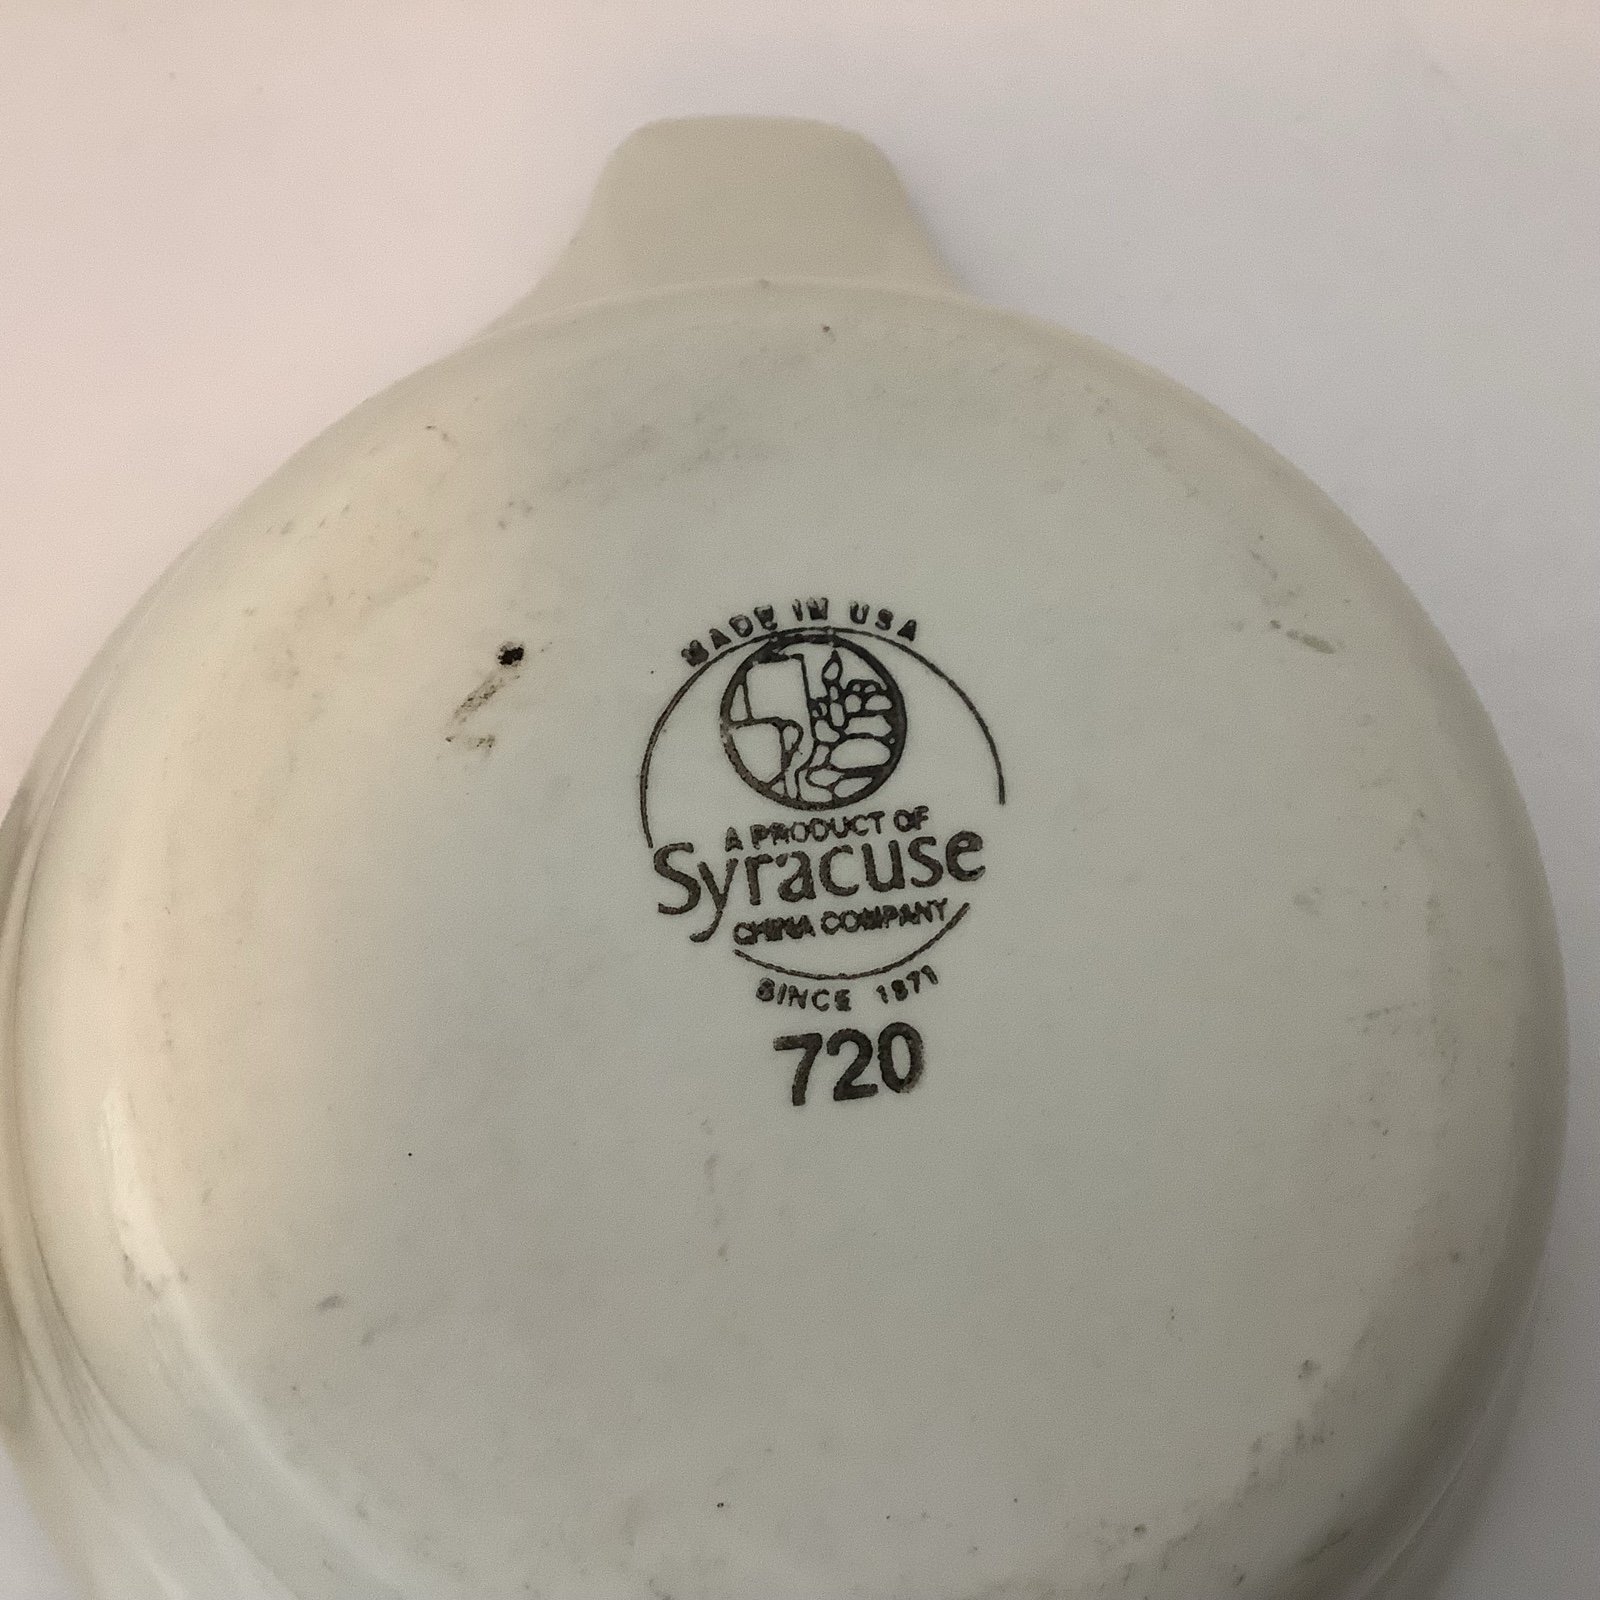 MADE IN USA
A PRODUCT OF
Syracuse
CHINA COMPANY
SINCE 1871
720